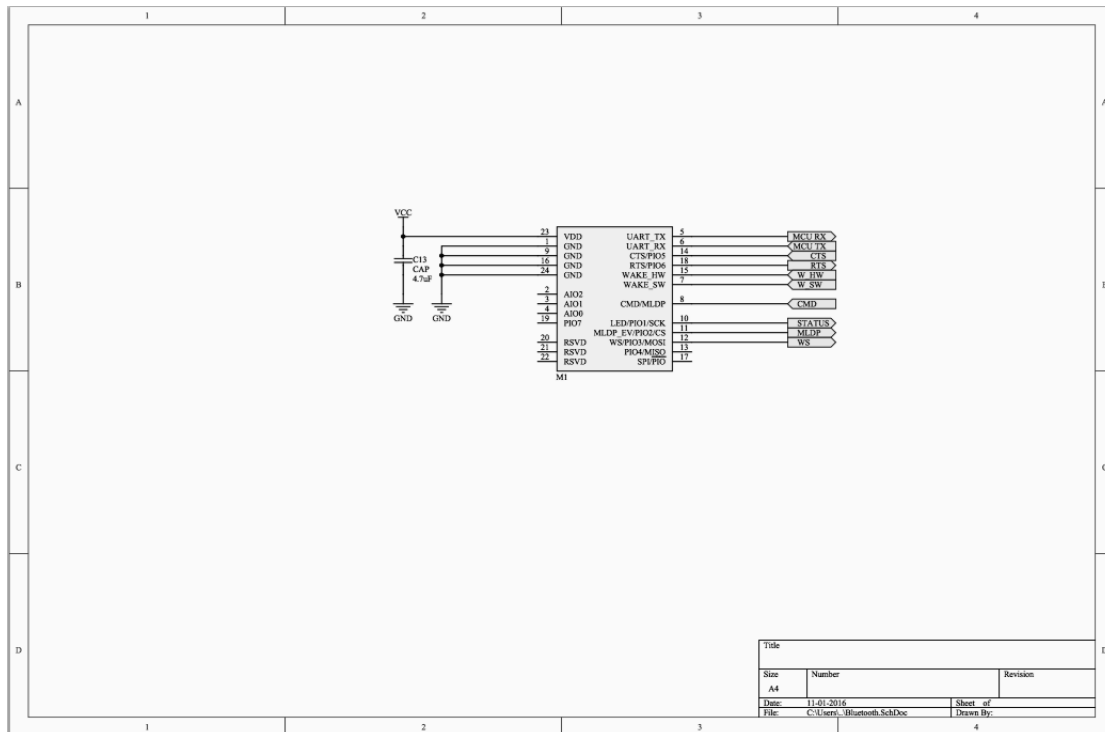 1 2 3 4
A A
VCC
23 VDD UART_TX 5 MCU RX
1 GND UART_RX 6 MCU TX
9 GND CTS/PIO5 14 CTS
16 GND RTS/PIO6 18 RTS
24 GND WAKE_HW 15 W_HW
WAKE_SW 7 W_SW
C13
CAP
4.7uF
B
2 AIO2
3 AIO1 CMD/MLDP 8 CMD
4 AIO0
19 PIO7 LED/PIO1/SCK 10 STATUS
GND GND
MLDP_EV/PIO2/CS 11 MLDP
20 RSVD WS/PIO3/MOSI 12 WS
21 RSVD PIO4/MISO 13
22 RSVD SPI/PIO 17
M1
C
D
Title
Size Number Revision
A4
Date: 11-01-2016 Sheet of
File: C:\Users\..\Bluetooth.SchDoc Drawn By:
1 2 3 4